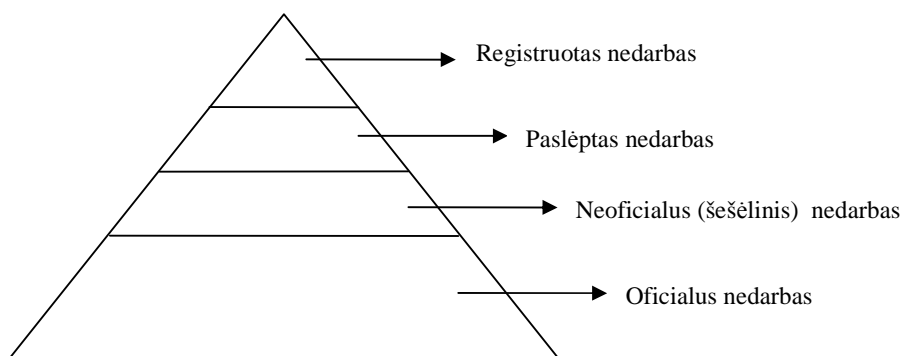 Registruotas nedarbas
Paslėptas nedarbas
Neoficialus (šešėlinis) nedarbas
Oficialus nedarbas